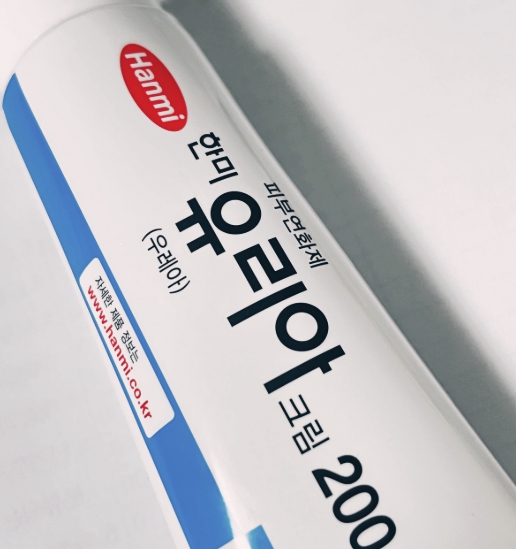 Hanmi
피부연화제
한미 유리아 크림 200
(우레아)
자세한 제품 정보는
www.hanmi.co.kr